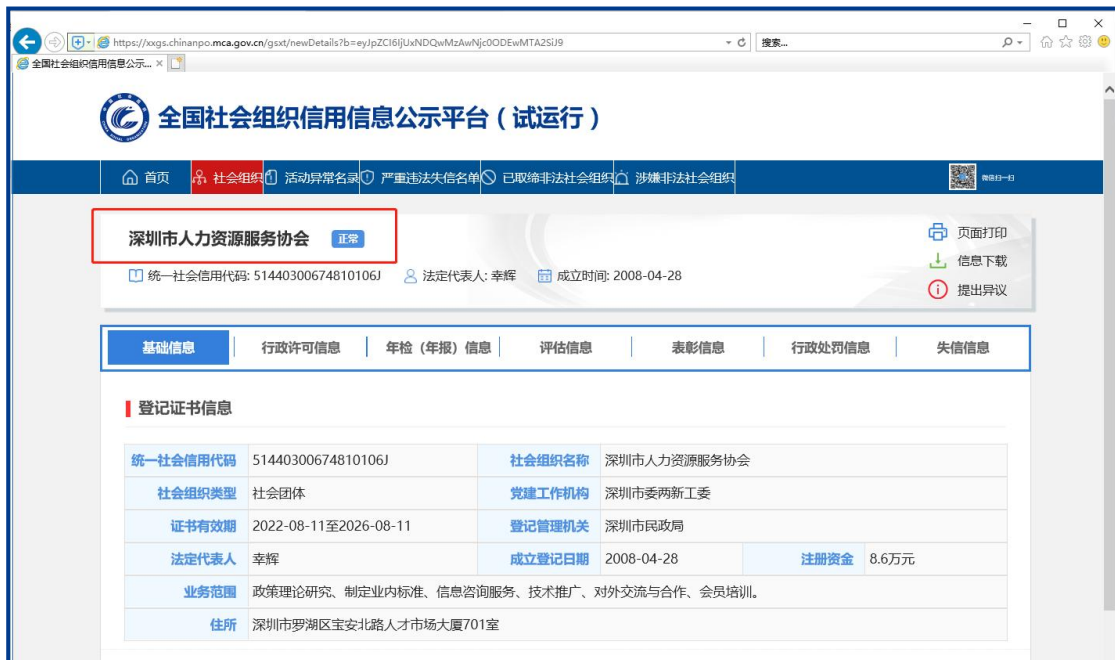 https://xxgs.chinanpo.mca.gov.cn/gsxt/newDetails?b=eyJpZCI6IjUxNDQwMzAwNjc0ODEwMTA2SiJ9
搜索...
全国社会组织信用信息公示... ×
全国社会组织信用信息公示平台（试运行）
首页 社会组织 活动异常名录 严重违法失信名单 已取缔非法社会组织 涉嫌非法社会组织 微信扫一扫
深圳市人力资源服务协会 正常
页面打印
统一社会信用代码: 51440300674810106J 法定代表人: 幸辉 成立时间: 2008-04-28
信息下载
提出异议
基础信息 行政许可信息 年检（年报）信息 评估信息 表彰信息 行政处罚信息 失信信息
登记证书信息
统一社会信用代码 51440300674810106J 社会组织名称 深圳市人力资源服务协会
社会组织类型 社会团体 党建工作机构 深圳市委两新工委
证书有效期 2022-08-11至2026-08-11 登记管理机关 深圳市民政局
法定代表人 幸辉 成立登记日期 2008-04-28 注册资金 8.6万元
业务范围 政策理论研究、制定业内标准、信息咨询服务、技术推广、对外交流与合作、会员培训。
住所 深圳市罗湖区宝安北路人才市场大厦701室